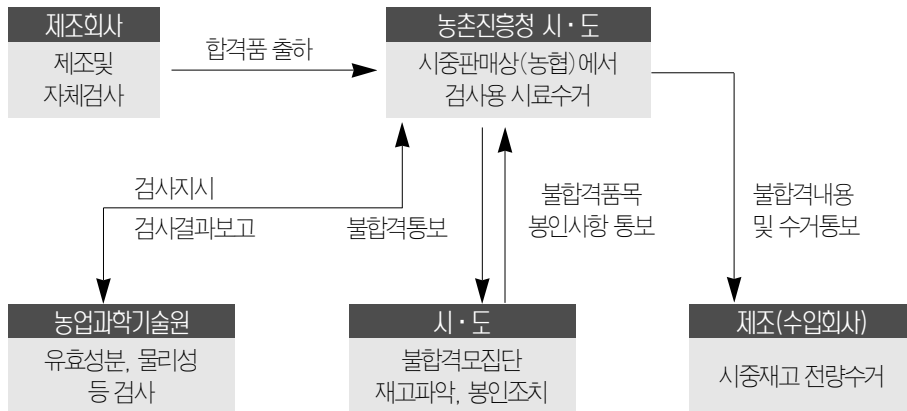 제조회사
제조및
자체검사
합격품 출하
농촌진흥청 시·도
시중판매상(농협)에서
검사용 시료수거
검사지시
검사결과보고
불합격통보
불합격품목
봉인사항 통보
불합격내용
및 수거통보
농업과학기술원
유효성분, 물리성
등 검사
시·도
불합격모집단
재고파악, 봉인조치
제조(수입회사)
시중재고 전량수거